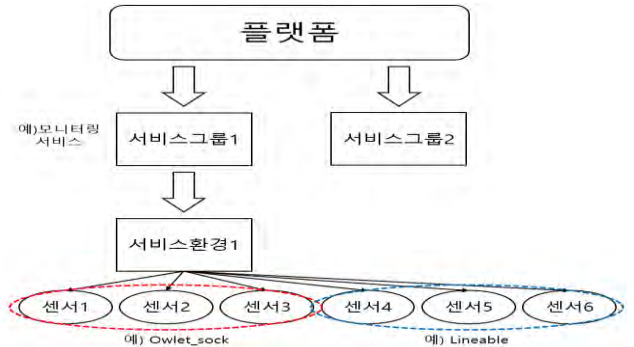 플랫폼
예)모니터링
서비스
서비스그룹1
서비스그룹2
서비스환경1
센서1
센서2
센서3
센서4
센서5
센서6
예) Owlet_sock
예) Lineable